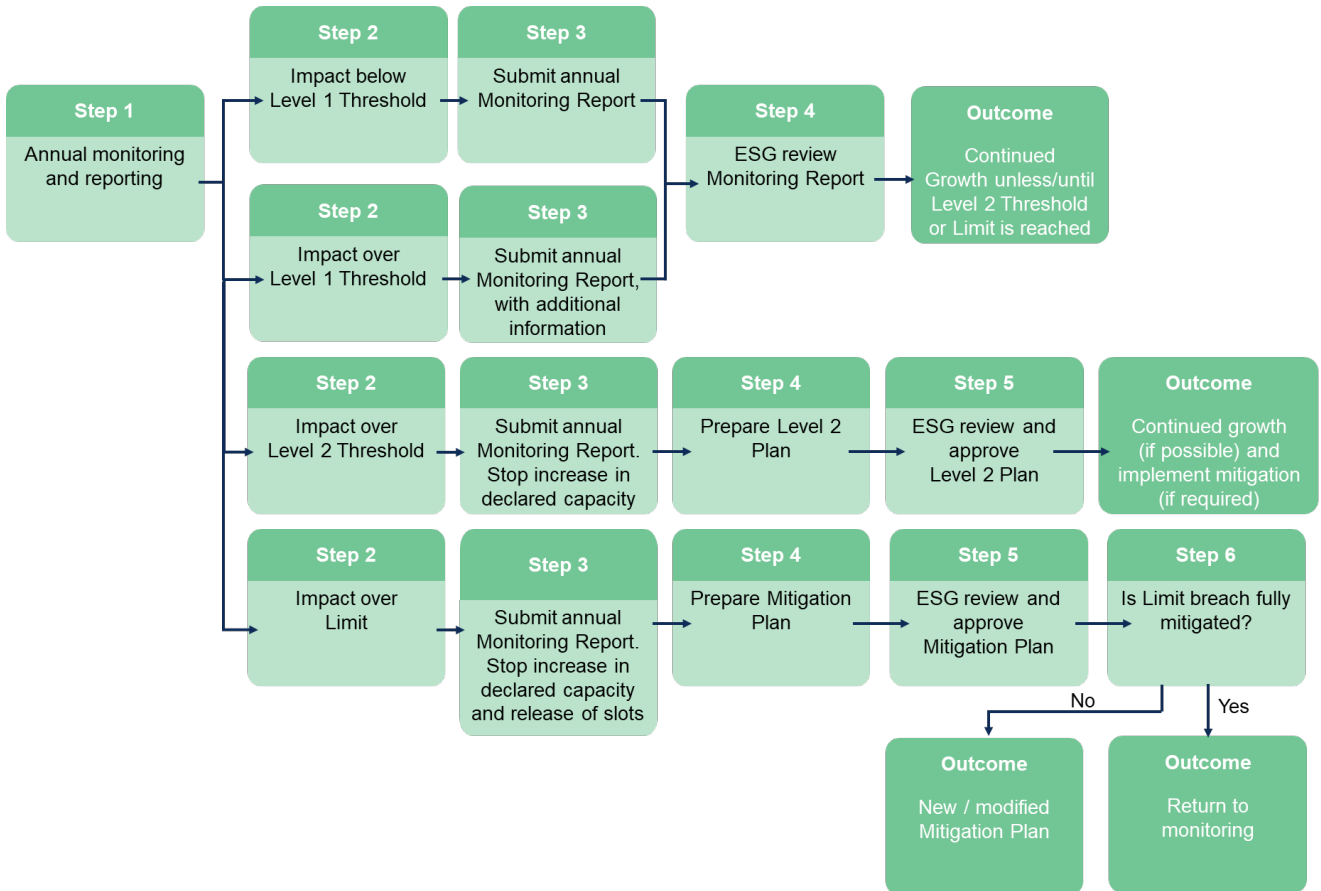 Step 1
Annual monitoring
and reporting
Step 2
Impact below
Level 1 Threshold
Step 3
Submit annual
Monitoring Report
Step 2
Impact over
Level 1 Threshold
Step 3
Submit annual
Monitoring Report,
with additional
information
Step 4
ESG review
Monitoring Report
Outcome
Continued
Growth unless/until
Level 2 Threshold
or Limit is reached
Step 2
Impact over
Level 2 Threshold
Step 3
Submit annual
Monitoring Report.
Stop increase in
declared capacity
Step 4
Prepare Level 2
Plan
Step 5
ESG review and
approve
Level 2 Plan
Outcome
Continued growth
(if possible) and
implement mitigation
(if required)
Step 2
Impact over
Limit
Step 3
Submit annual
Monitoring Report.
Stop increase in
declared capacity
and release of slots
Step 4
Prepare Mitigation
Plan
Step 5
ESG review and
approve
Mitigation Plan
Step 6
Is Limit breach fully
mitigated?
No
Yes
Outcome
New / modified
Mitigation Plan
Outcome
Return to
monitoring